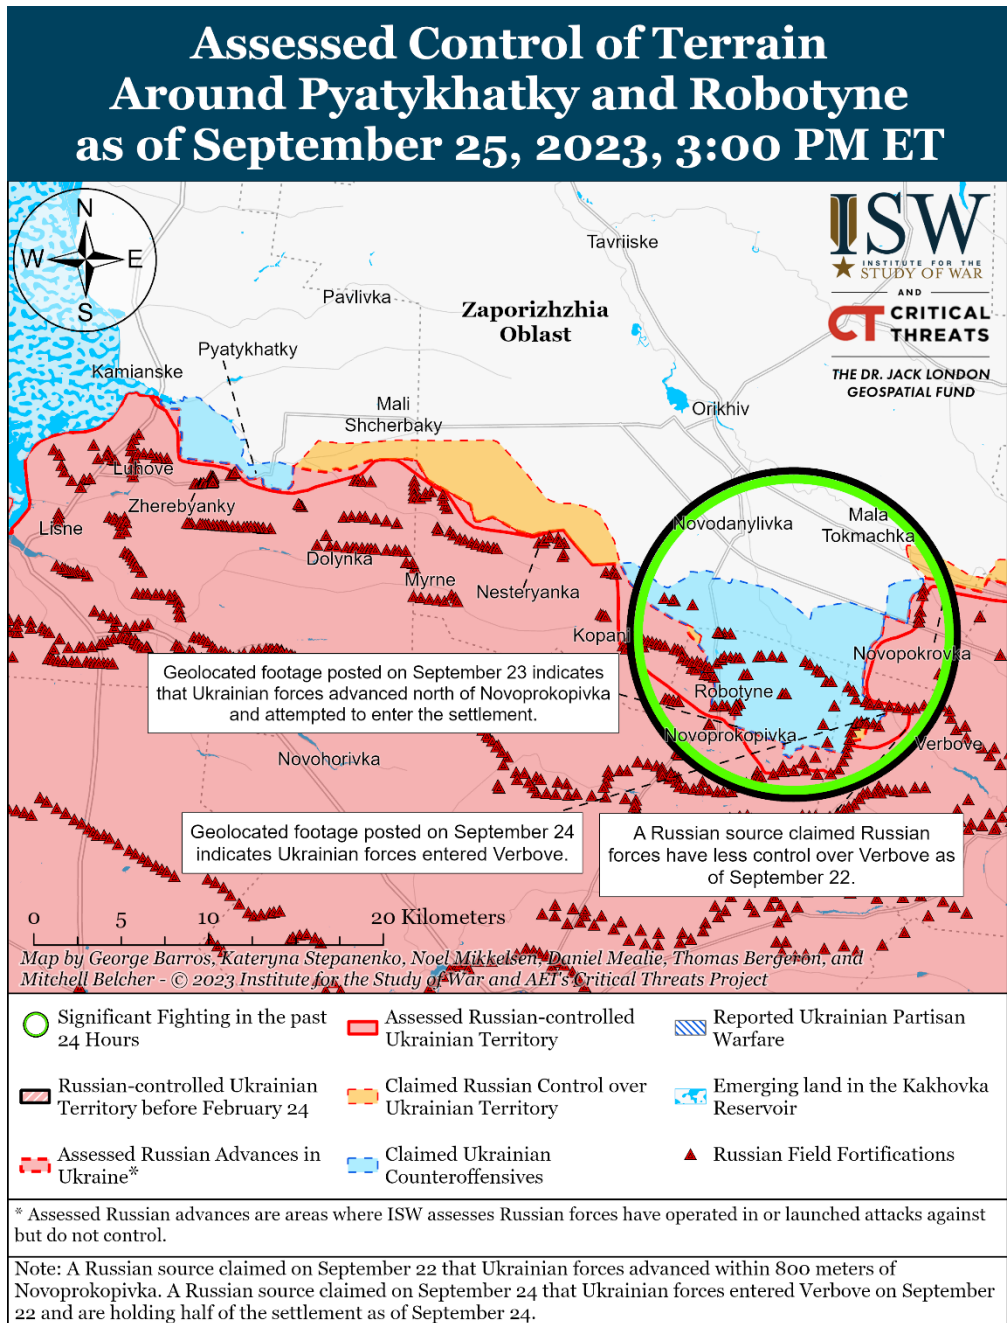 Assessed Control of Terrain
Around Pyatykhatky and Robotyne
as of September 25, 2023, 3:00 PM ET
N
W
E
S
ISW
INSTITUTE FOR THE
STUDY OF WAR
AND
CT CRITICAL
THREATS
THE DR. JACK LONDON
GEOSPATIAL FUND
Tavriiske
Pavlivka
Zaporizhzhia
Oblast
Pyatykhatky
Kamianske
Mali
Shcherbaky
Orikhiv
Luhove
Zherebyanky
Lisne
Dolynka
Myrne
Nesteryanka
Novodanylivka
Mala
Tokmachka
Kopani
Novopokrovka
Robotyne
Novoprokopivka
Verbove
Novohorivka
Geolocated footage posted on September 23 indicates
that Ukrainian forces advanced north of Novoprokopivka
and attempted to enter the settlement.
Geolocated footage posted on September 24
indicates Ukrainian forces entered Verbove.
A Russian source claimed Russian
forces have less control over Verbove as
of September 22.
0 5 10 20 Kilometers
Map by George Barros, Kateryna Stepanenko, Noel Mikkelsen, Daniel Mealie, Thomas Bergeron, and
Mitchell Belcher - © 2023 Institute for the Study of War and AEI's Critical Threats Project
Significant Fighting in the past
24 Hours
Assessed Russian-controlled
Ukrainian Territory
Reported Ukrainian Partisan
Warfare
Russian-controlled Ukrainian
Territory before February 24
Claimed Russian Control over
Ukrainian Territory
Emerging land in the Kakhovka
Reservoir
Assessed Russian Advances in
Ukraine*
Claimed Ukrainian
Counteroffensives
Russian Field Fortifications
* Assessed Russian advances are areas where ISW assesses Russian forces have operated in or launched attacks against
but do not control.
Note: A Russian source claimed on September 22 that Ukrainian forces advanced within 800 meters of
Novoprokopivka. A Russian source claimed on September 24 that Ukrainian forces entered Verbove on September
22 and are holding half of the settlement as of September 24.